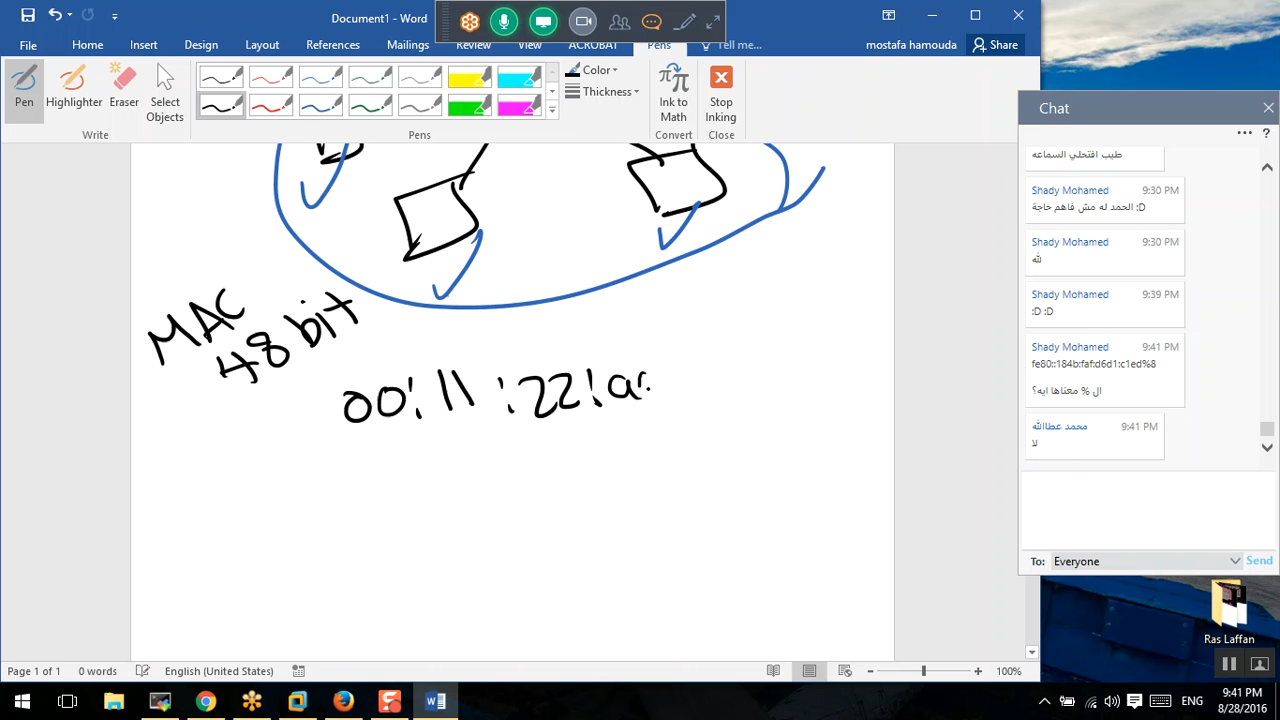 Document1 - Word
File
Home
Insert
Design
Layout
References
Mailings
Review
View
ACROBAT
Pens
Tell me...
mostafa hamouda
Share
Pen
Highlighter
Eraser
Select Objects
Color
Thickness
Ink to Math
Stop Inking
Write
Pens
Convert
Close
MAC
48 bit
00:11:22:a
Chat
... ?
طيب افتحلي السماعه
Shady Mohamed 9:30 PM
الحمد له مش فاهم حاجة :D
Shady Mohamed 9:30 PM
لله
Shady Mohamed 9:39 PM
:D :D
Shady Mohamed 9:41 PM
fe80::184b:faf:d6d1:c1ed%8
ال % معناها ايه؟
محمد عطاالله 9:41 PM
لا
To: Everyone Send
Ras Laffan
Page 1 of 1 0 words English (United States) 100%
ENG
9:41 PM
8/28/2016